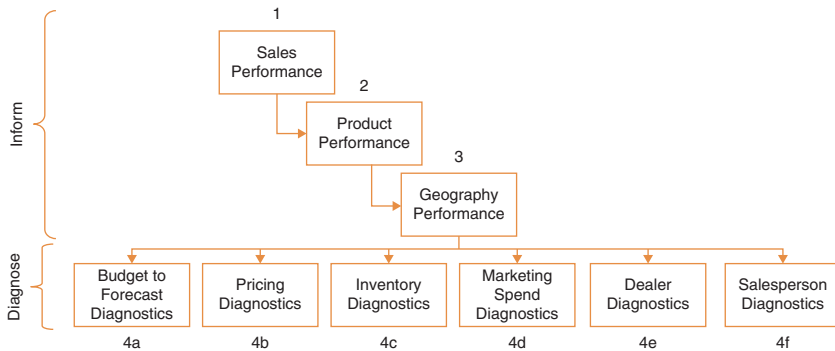 1
Sales
Performance
2
Product
Performance
3
Geography
Performance
Inform
Diagnose
Budget to
Forecast
Diagnostics
Pricing
Diagnostics
Inventory
Diagnostics
Marketing
Spend
Diagnostics
Dealer
Diagnostics
Salesperson
Diagnostics
4a
4b
4c
4d
4e
4f